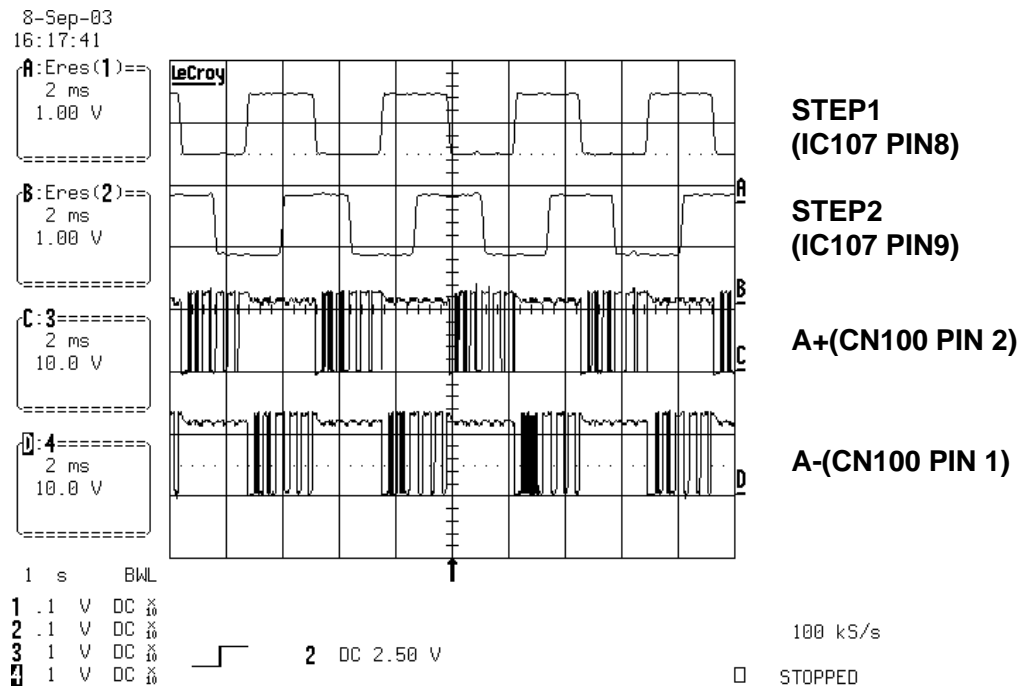 8-Sep-03
16:17:41
A:Eres(1)
2 ms
1.00 V
B:Eres(2)
2 ms
1.00 V
C:3
2 ms
10.0 V
D:4
2 ms
10.0 V
LeCroy
A
B
C
D
STEP1
(IC107 PIN8)
STEP2
(IC107 PIN9)
A+(CN100 PIN 2)
A-(CN100 PIN 1)
1 s BWL
1 .1 V DC X10
2 .1 V DC X10
3 1 V DC X10
4 1 V DC X10
2 DC 2.50 V
100 kS/s
STOPPED